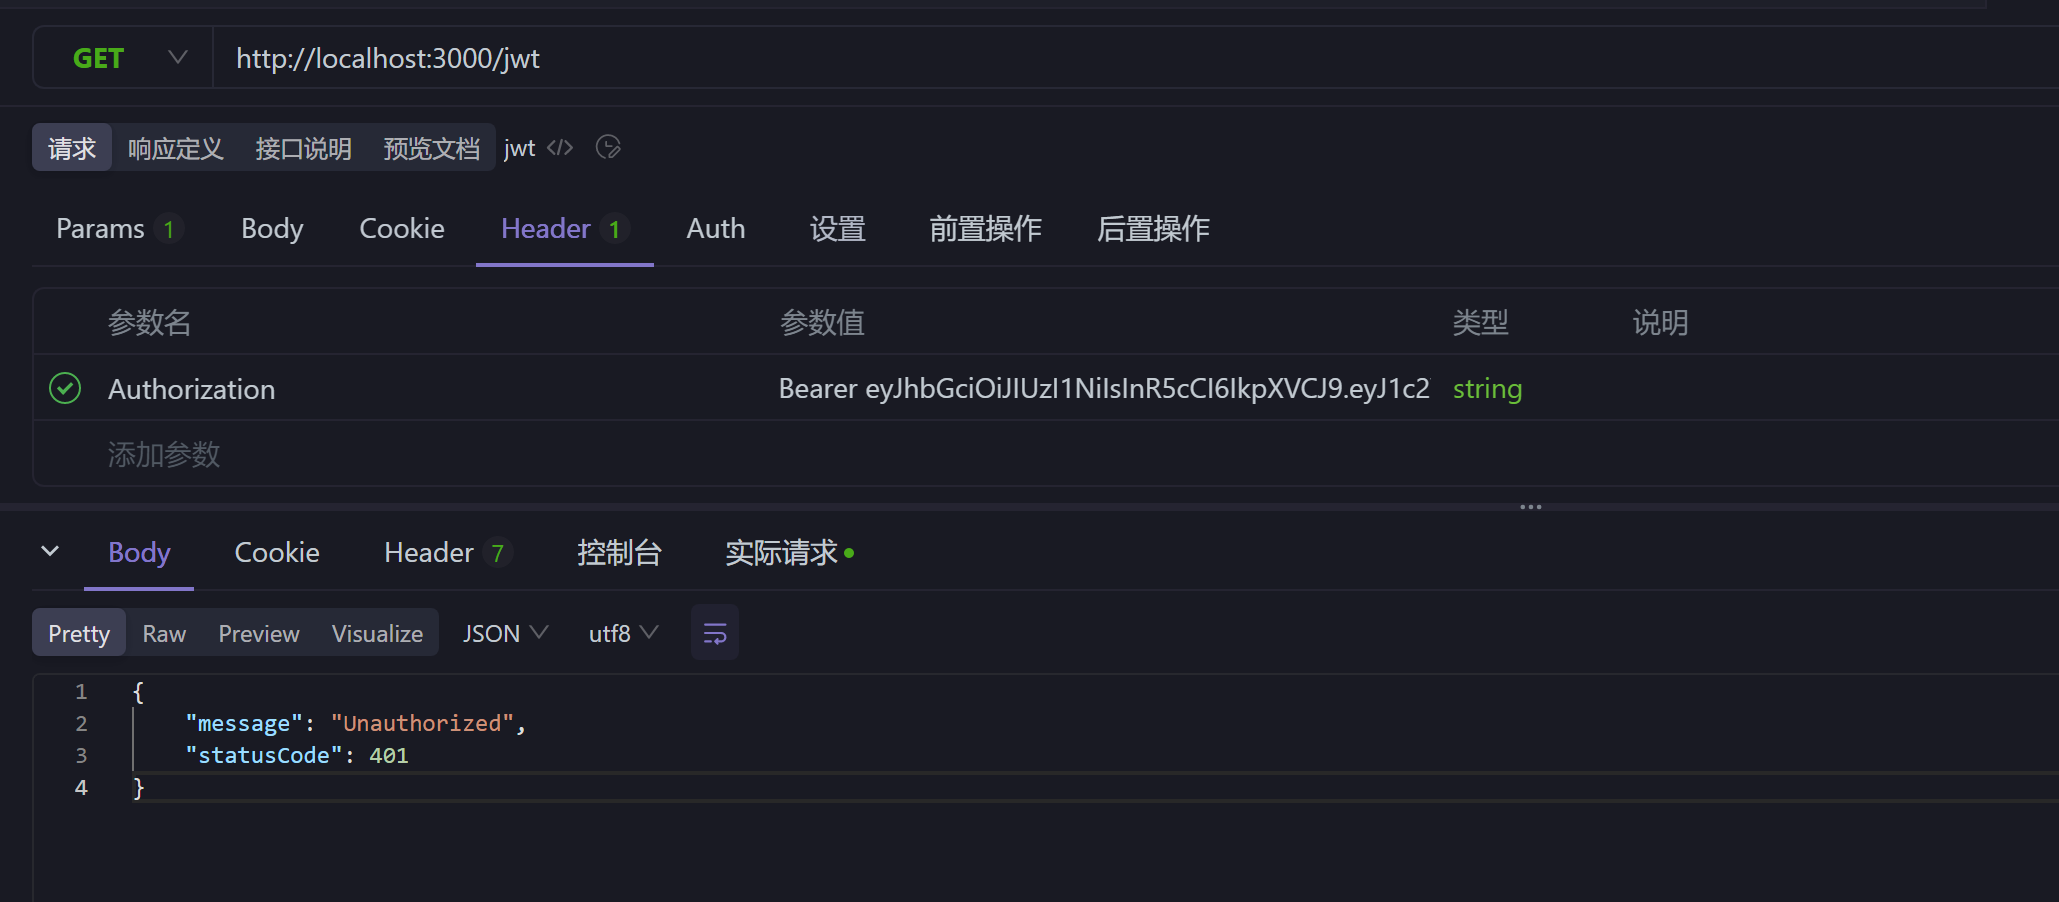 GET http://localhost:3000/jwt
请求 响应定义 接口说明 预览文档 jwt </>
Params 1 Body Cookie Header 1 Auth 设置 前置操作 后置操作
参数名 参数值 类型 说明
Authorization Bearer eyJhbGciOiJIUzI1NiIsInR5cCI6IkpXVCJ9.eyJ1c2 string
添加参数
Body Cookie Header 7 控制台 实际请求
Pretty Raw Preview Visualize JSON utf8
1 {
2 "message": "Unauthorized",
3 "statusCode": 401
4 }